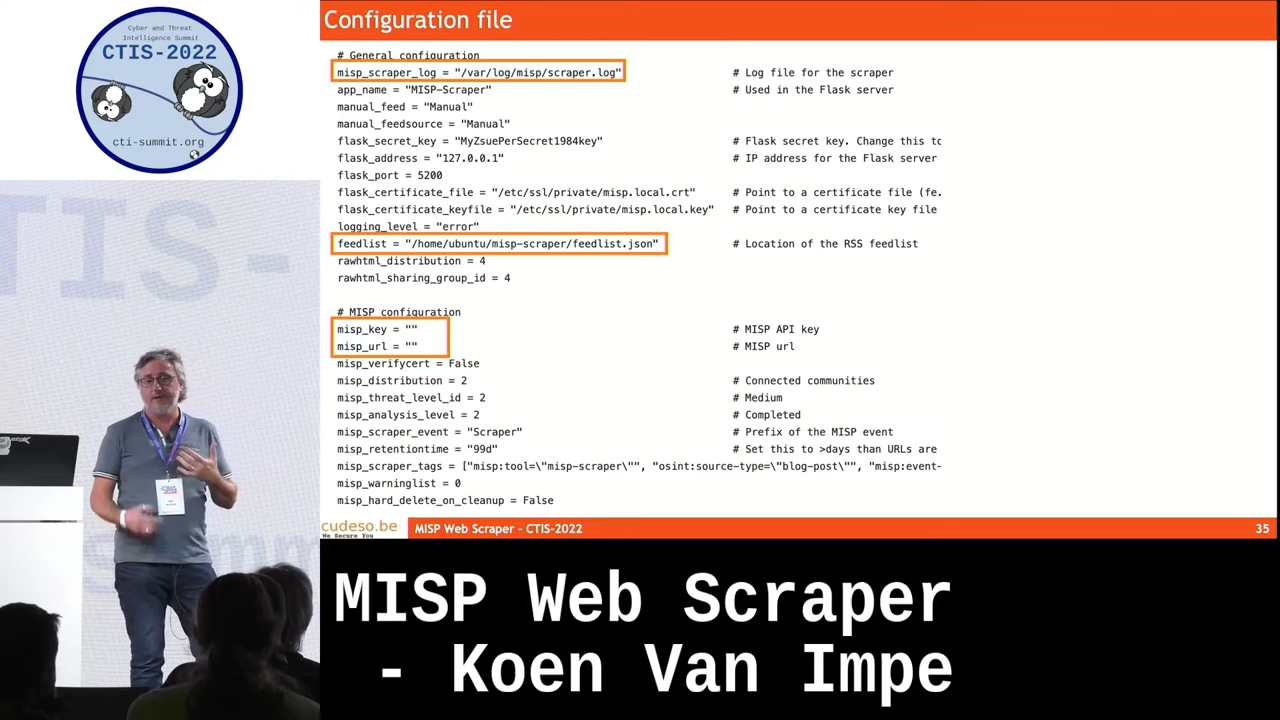 Cyber and Threat
Intelligence Summit
CTIS-2022
cti-summit.org
Configuration file
# General configuration
misp_scraper_log = "/var/log/misp/scraper.log" # Log file for the scraper
app_name = "MISP-Scraper" # Used in the Flask server
manual_feed = "Manual"
manual_feedsource = "Manual"
flask_secret_key = "MyZsuePerSecret1984key" # Flask secret key. Change this to
flask_address = "127.0.0.1" # IP address for the Flask server
flask_port = 5200
flask_certificate_file = "/etc/ssl/private/misp.local.crt" # Point to a certificate file (fe.
flask_certificate_keyfile = "/etc/ssl/private/misp.local.key" # Point to a certificate key file
logging_level = "error"
feedlist = "/home/ubuntu/misp-scraper/feedlist.json" # Location of the RSS feedlist
rawhtml_distribution = 4
rawhtml_sharing_group_id = 4
# MISP configuration
misp_key = "" # MISP API key
misp_url = "" # MISP url
misp_verifycert = False
misp_distribution = 2 # Connected communities
misp_threat_level_id = 2 # Medium
misp_analysis_level = 2 # Completed
misp_scraper_event = "Scraper" # Prefix of the MISP event
misp_retentiontime = "99d" # Set this to >days than URLs are
misp_scraper_tags = ["misp:tool=\"misp-scraper\"", "osint:source-type=\"blog-post\"", "misp:event-
misp_warninglist = 0
misp_hard_delete_on_cleanup = False
cudeso.be
We Secure You
MISP Web Scraper - CTIS-2022
35
MISP Web Scraper
- Koen Van Impe
CTIS-